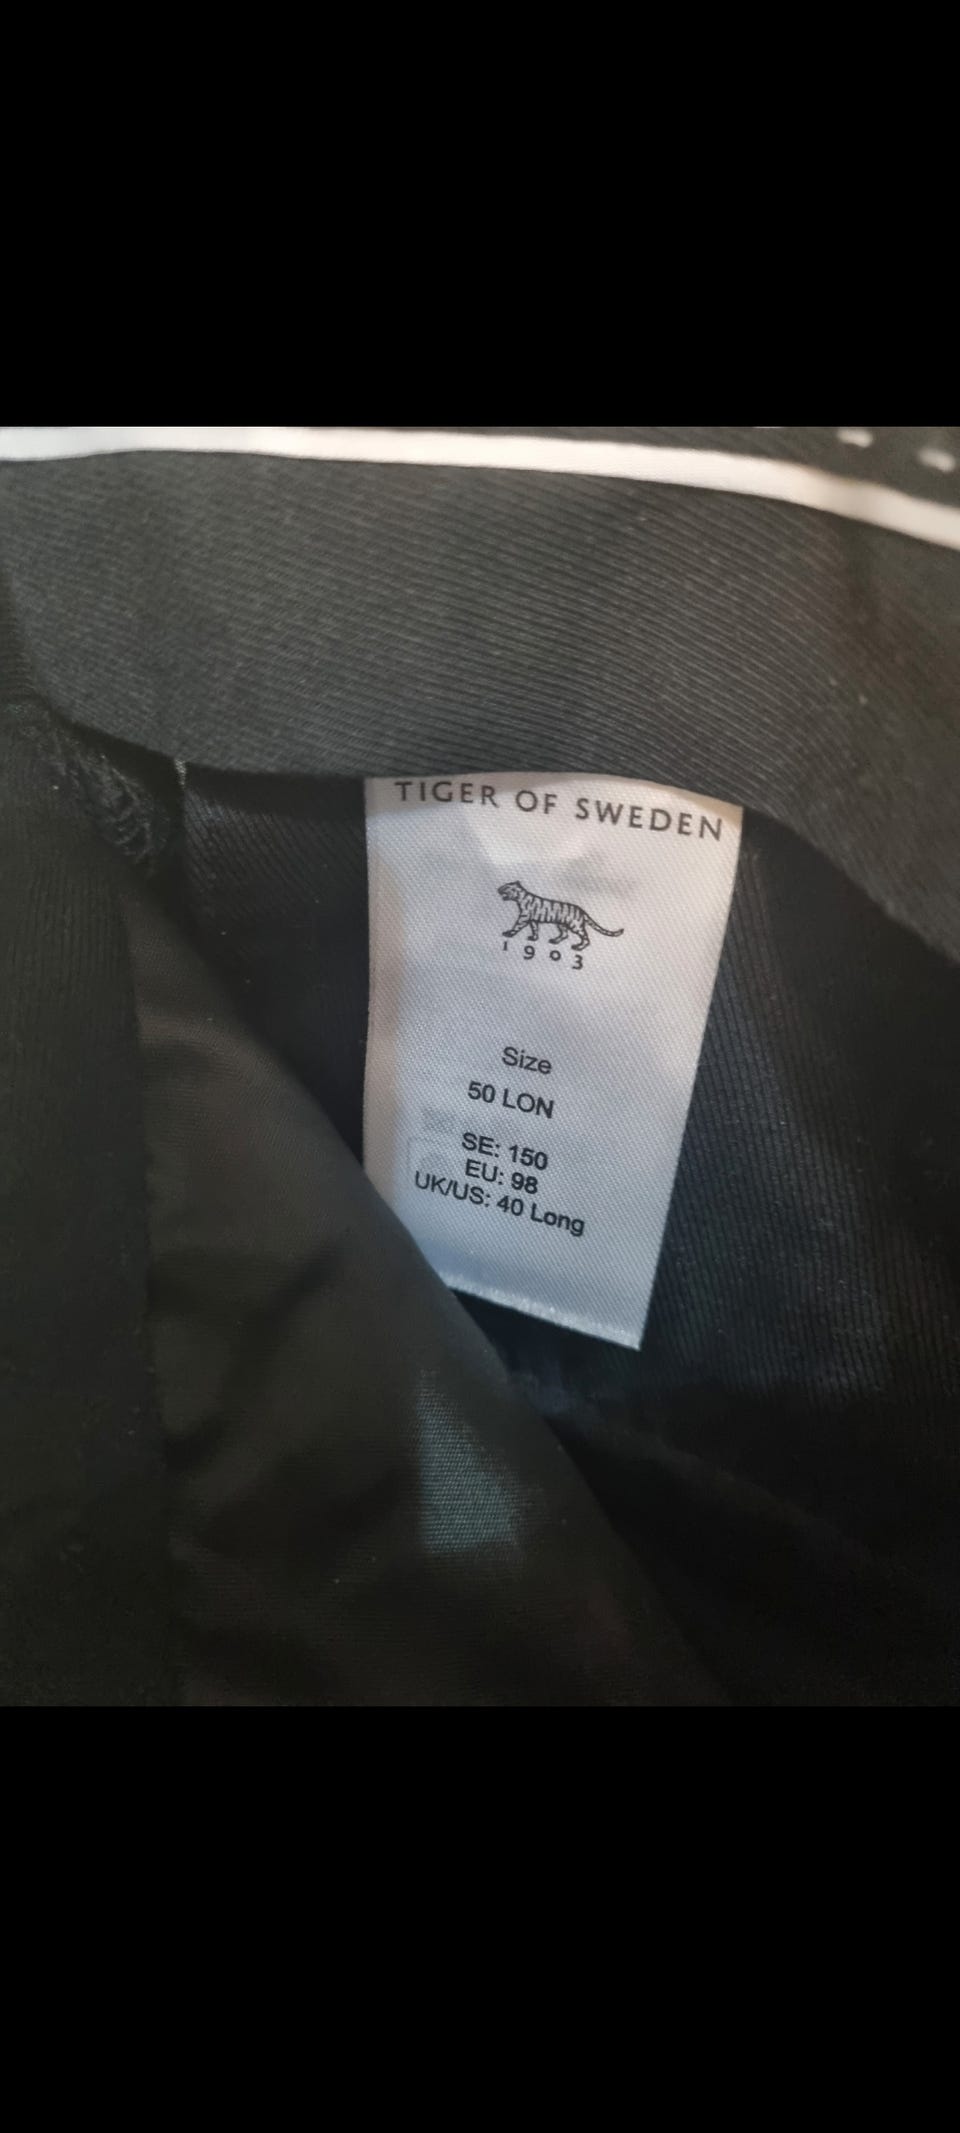 TIGER OF SWEDEN
1903
Size
50 LON
SE: 150
EU: 98
UK/US: 40 Long